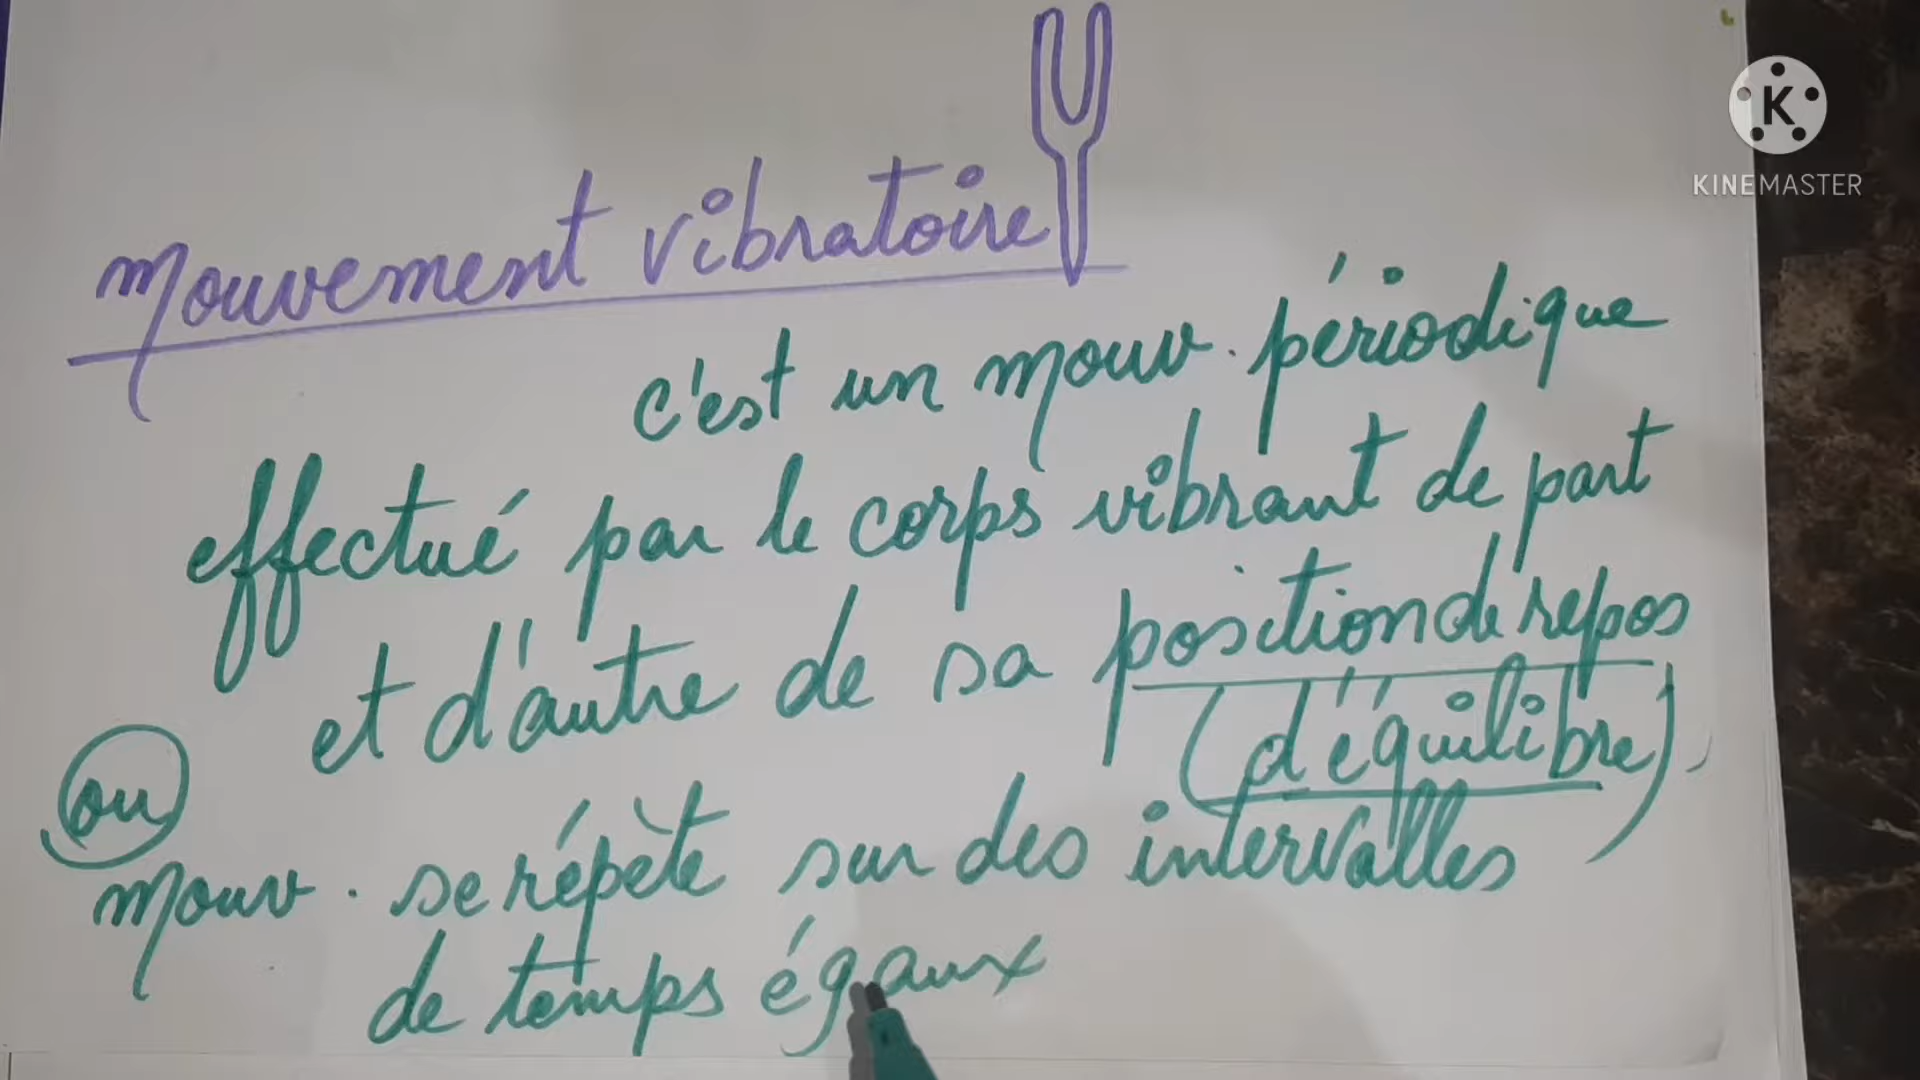 Mouvement vibratoire
c'est un mouv. périodique
effectué par le corps vibrant de part
et d'autre de sa position de repos
(d'équilibre).
ou
mouv. se répète sur des intervalles
de temps égaux
K
KINEMASTER